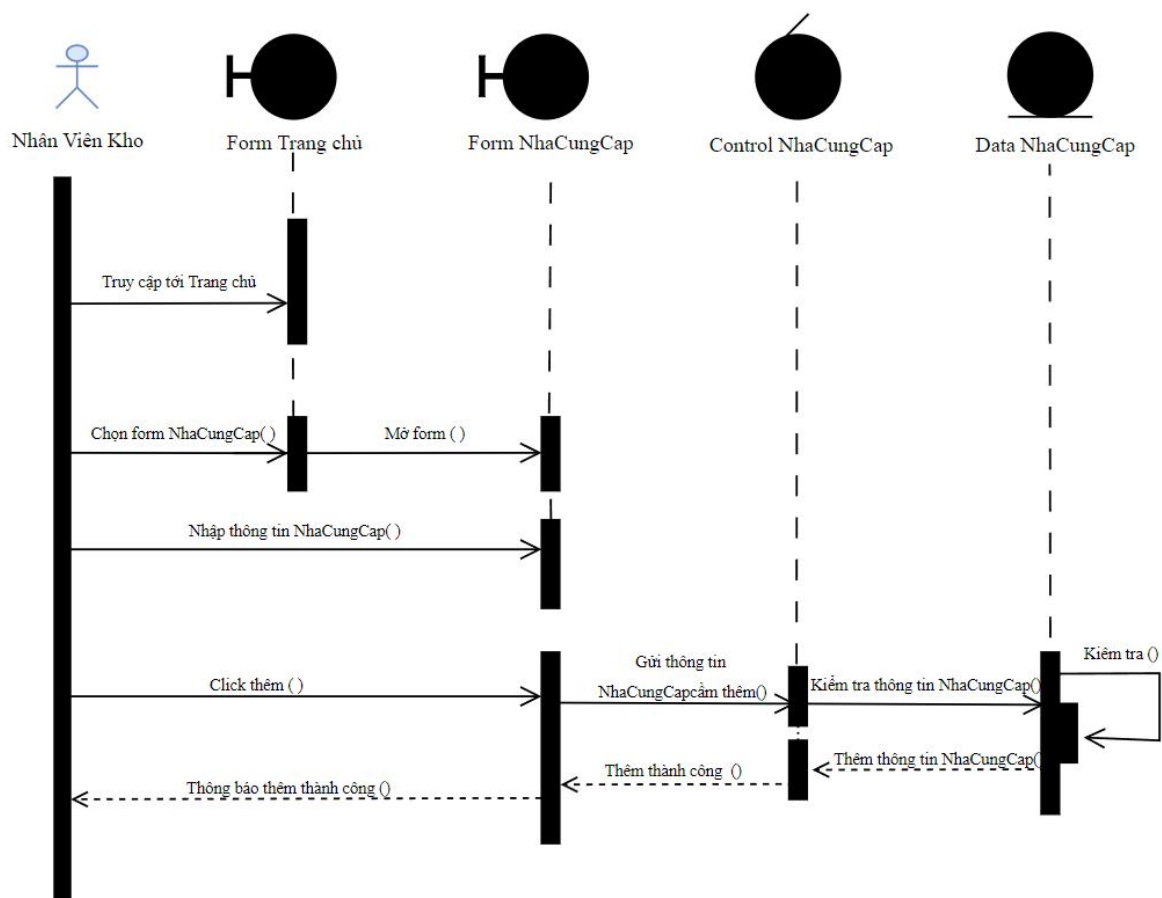 Nhân Viên Kho
Form Trang chủ
Form NhaCungCap
Control NhaCungCap
Data NhaCungCap
Truy cập tới Trang chủ
Chọn form NhaCungCap( )
Mở form ( )
Nhập thông tin NhaCungCap( )
Click thêm ( )
Gửi thông tin
NhaCungCapcầm thêm()
Kiểm tra thông tin NhaCungCap()
Kiêm tra ()
Thêm thông tin NhaCungCap()
Thêm thành công ()
Thông báo thêm thành công ()